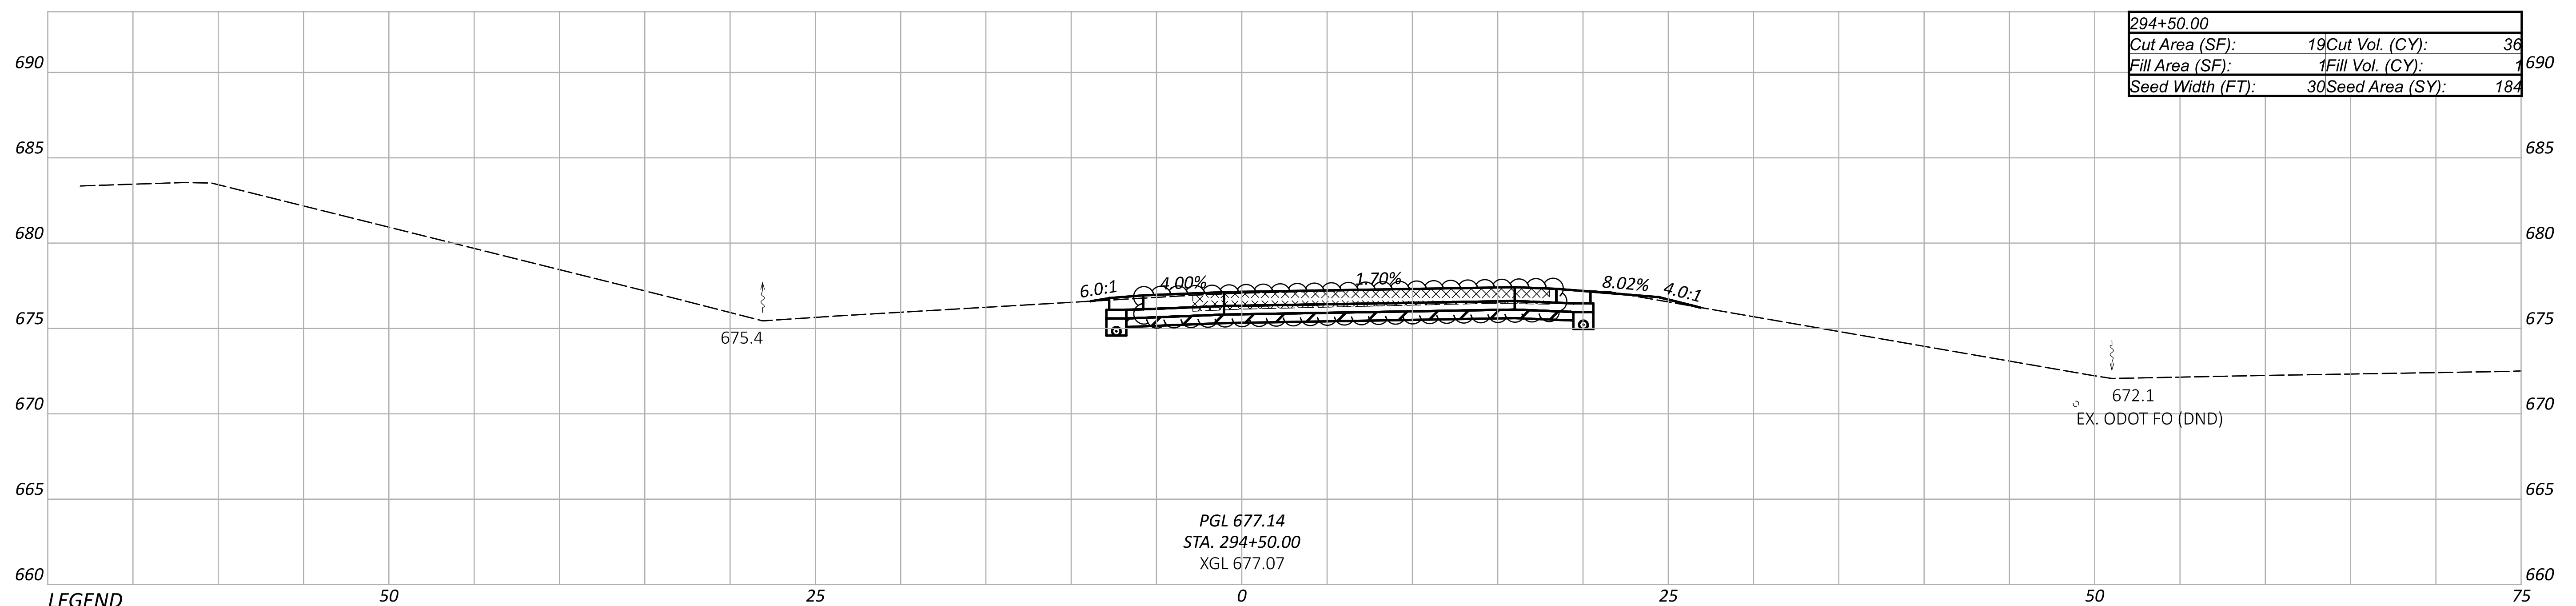 294+50.00
Cut Area (SF): 19 Cut Vol. (CY): 36
Fill Area (SF): 1 Fill Vol. (CY): 1
Seed Width (FT): 30 Seed Area (SY): 184
690 690
685 685
680 680
6.0:1 4.00% 1.70% 8.02% 4.0:1
675 675
675.4
672.1
670 670
EX. ODOT FO (DND)
665 665
PGL 677.14
STA. 294+50.00
XGL 677.07
660 660
50 25 0 25 50 75
LEGEND